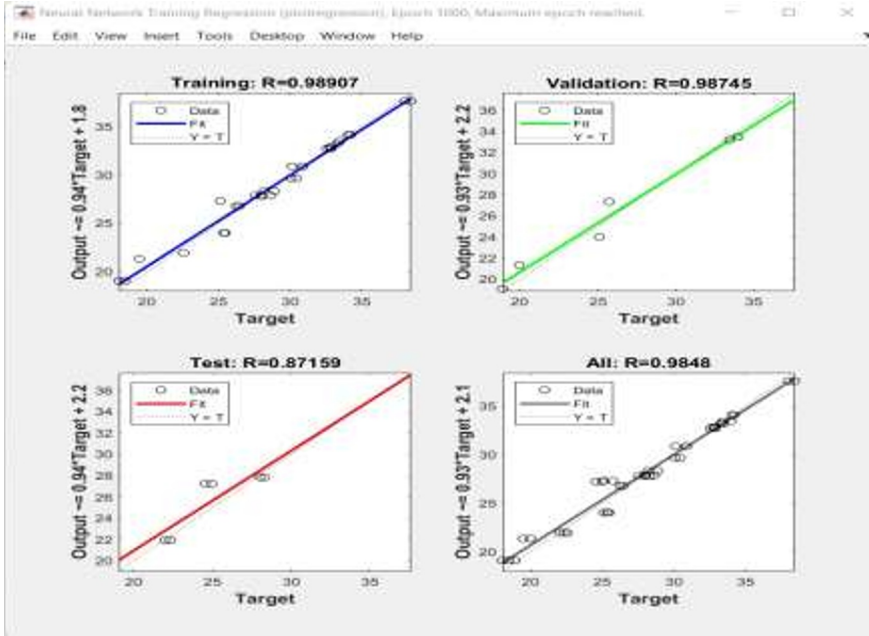 Neural Network Training Regression (plotregression), Epoch 1000, Maximum epoch reached.
File Edit View Insert Tools Desktop Window Help
Training: R=0.98907
Output ~= 0.94*Target + 1.8
Data
Fit
Y = T
35
30
25
20
20 25 30 35
Target
Validation: R=0.98745
Output ~= 0.93*Target + 2.2
Data
Fit
Y = T
36
34
32
30
28
26
24
22
20
20 25 30 35
Target
Test: R=0.87159
Output ~= 0.94*Target + 2.2
Data
Fit
Y = T
36
34
32
30
28
26
24
22
20
20 25 30 35
Target
All: R=0.9848
Output ~= 0.93*Target + 2.1
Data
Fit
Y = T
35
30
25
20
20 25 30 35
Target